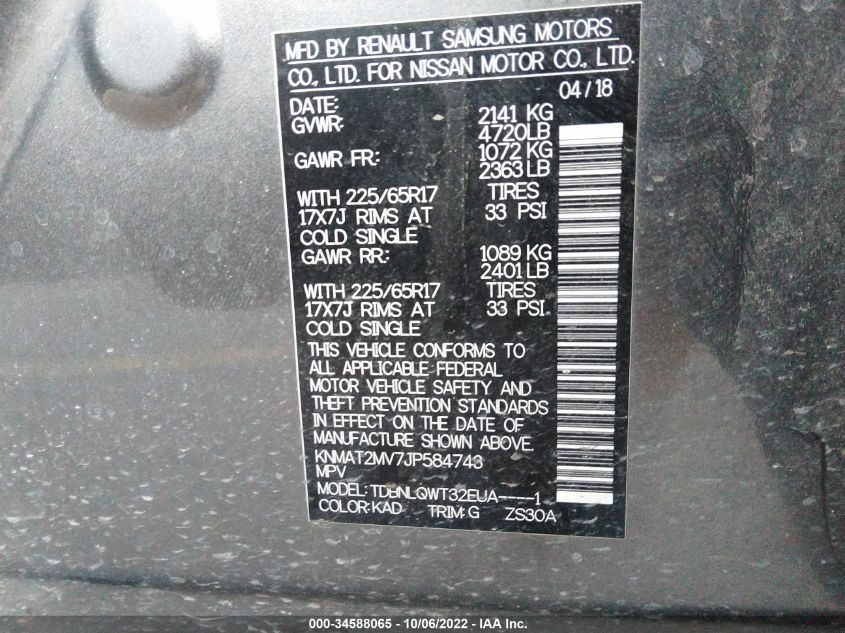 MFD BY RENAULT SAMSUNG MOTORS
CO., LTD. FOR NISSAN MOTOR CO., LTD.
DATE: 04/18
GVWR: 2141 KG
4720LB
GAWR FR: 1072 KG
2363 LB
WITH 225/65R17 TIRES
17X7J RIMS AT 33 PSI
COLD SINGLE
GAWR RR: 1089 KG
2401 LB
WITH 225/65R17 TIRES
17X7J RIMS AT 33 PSI
COLD SINGLE
THIS VEHICLE CONFORMS TO
ALL APPLICABLE FEDERAL
MOTOR VEHICLE SAFETY AND
THEFT PREVENTION STANDARDS
IN EFFECT ON THE DATE OF
MANUFACTURE SHOWN ABOVE.
KNMAT2MV7JP584743
MPV
MODEL: TDBNLQWT32EUA----1
COLOR:KAD TRIM:G ZS30A
000-34588065 - 10/06/2022 - IAA Inc.